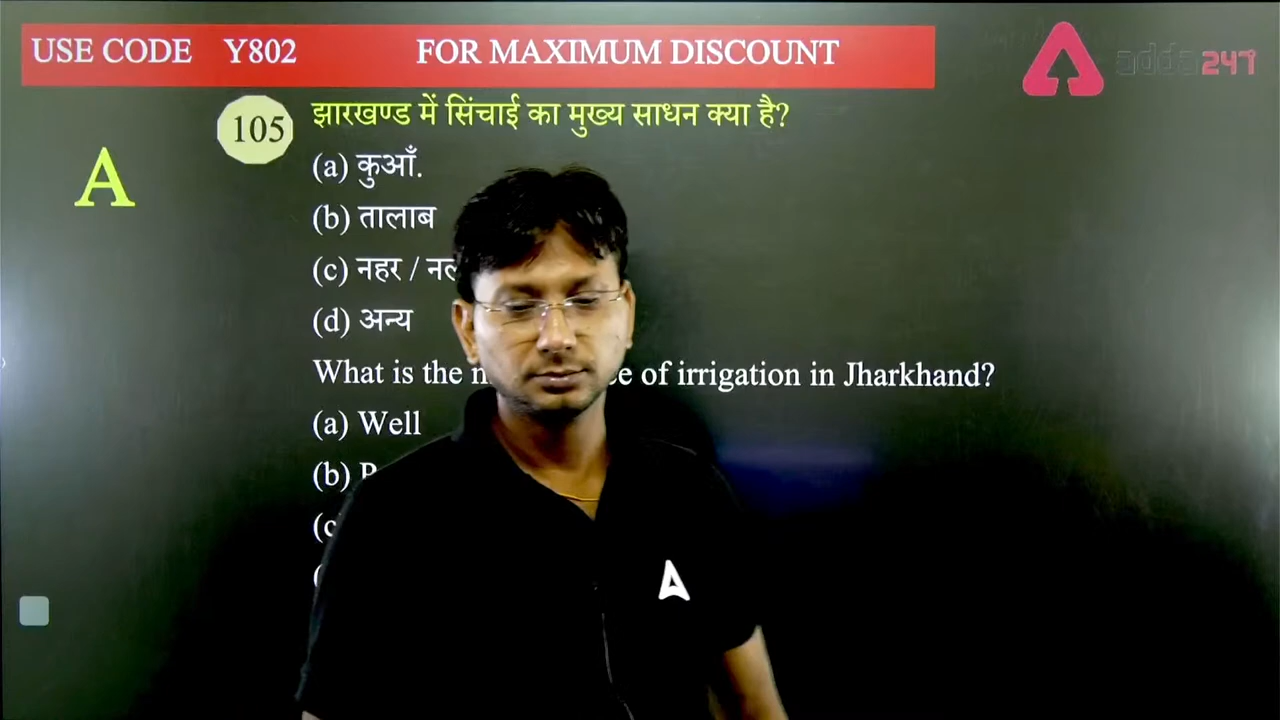 USE CODE Y802 FOR MAXIMUM DISCOUNT
adda247
105 झारखण्ड में सिंचाई का मुख्य साधन क्या है?
A
(a) कुआँ.
(b) तालाब
(c) नहर /
(d) अन्य
What is the of irrigation in Jharkhand?
(a) Well
(b)